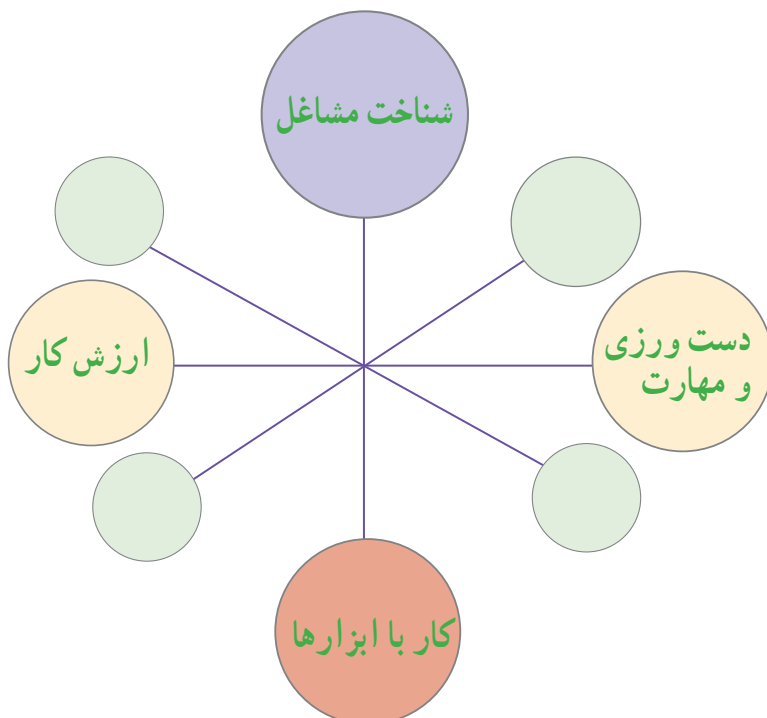 شناخت مشاغل
دست ورزی
و مهارت
ارزش کار
کار با ابزارها